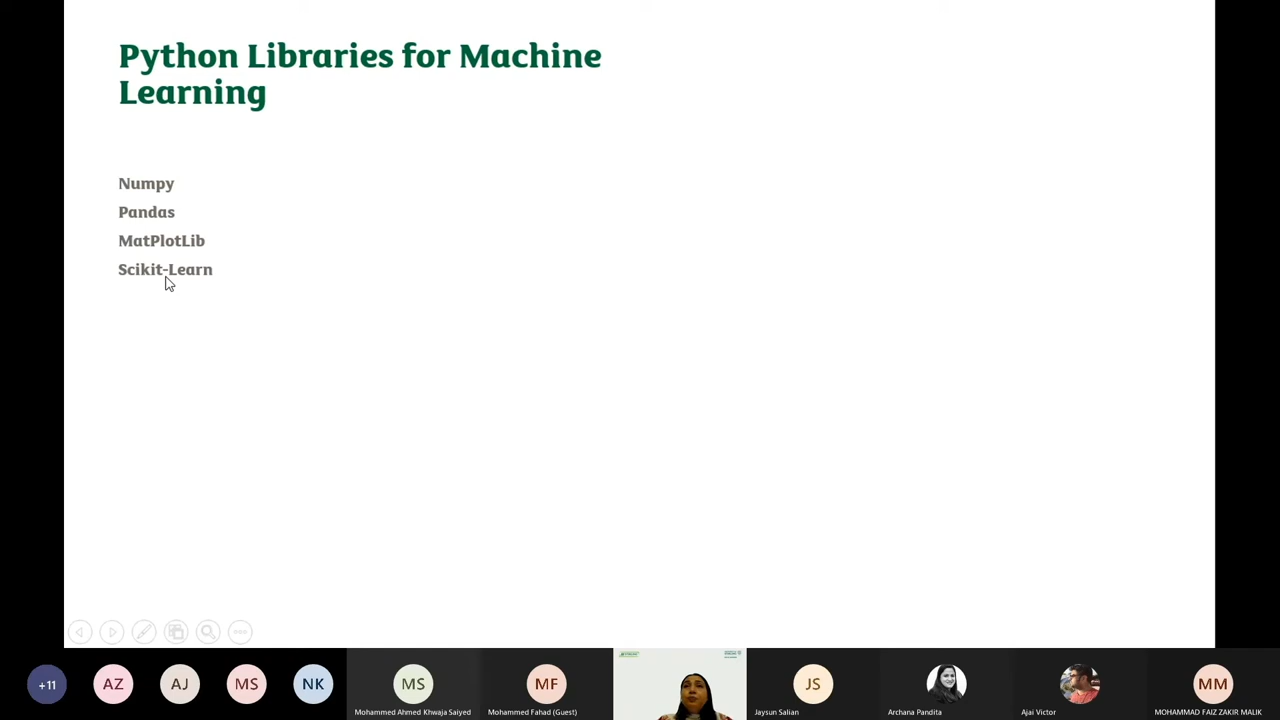 Python Libraries for Machine
Learning
Numpy
Pandas
MatPlotLib
Scikit-Learn
+11
AZ
AJ
MS
NK
MS
Mohammed Ahmed Khwaja Saiyed
MF
Mohammed Fahad (Guest)
JS
Jaysun Salian
Archana Pandita
Ajai Victor
MM
MOHAMMAD FAIZ ZAKIR MALIK